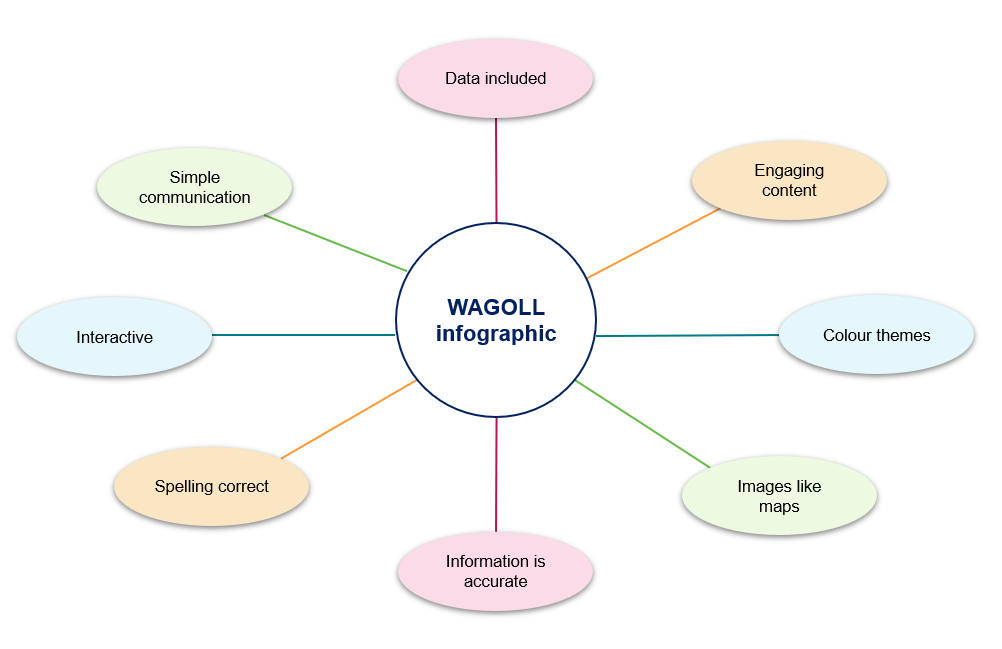 Data included
Engaging
content
Simple
communication
WAGOLL
infographic
Interactive
Colour themes
Spelling correct
Images like
maps
Information is
accurate